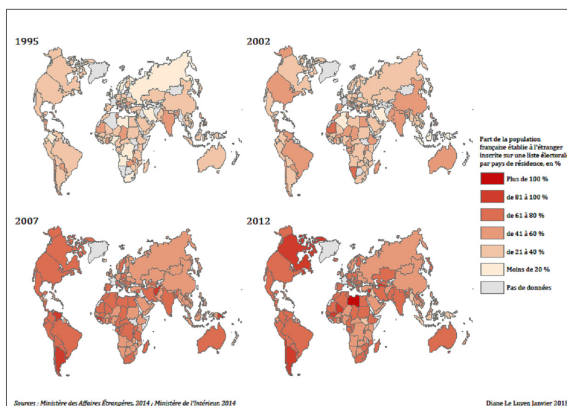 1995
2002
Part de la population
française établie à l'étranger
inscrite sur une liste électorale
par pays de résidence, en %
Plus de 100 %
de 81 à 100 %
de 61 à 80 %
de 41 à 60 %
de 21 à 40 %
Moins de 20 %
Pas de données
2007
2012
Sources : Ministère des Affaires Étrangères, 2014 ; Ministère de l'Intérieur, 2014
Diane Le Luyer Janvier 2015